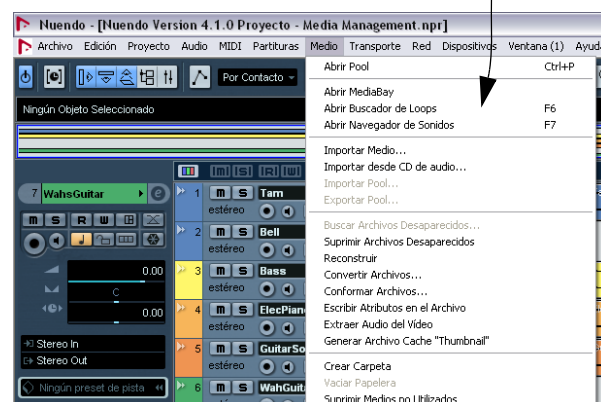 Nuendo - [Nuendo Version 4.1.0 Proyecto - Media Management.npr]
Archivo Edición Proyecto Audio MIDI Partituras Medio Transporte Red Dispositivos Ventana (1)
Por Contacto
Ningún Objeto Seleccionado
Abrir Pool Ctrl+P
Abrir MediaBay
Abrir Buscador de Loops F6
Abrir Navegador de Sonidos F7
Importar Medio...
Importar desde CD de audio...
Importar Pool...
Exportar Pool...
Buscar Archivos Desaparecidos...
Suprimir Archivos Desaparecidos
Reconstruir
Convertir Archivos...
Conformar Archivos...
Escribir Atributos en el Archivo
Extraer Audio del Vídeo
Generar Archivo Cache "Thumbnail"
Crear Carpeta
Vaciar Papelera
Suprimir Medios no Utilizados
m S R W
7 WahsGuitar e
m S R W
0.00
C
0.00
Stereo In
Stereo Out
Ningún preset de pista
1 m S Tam
estéreo
2 m S Bell
estéreo
3 m S Bass
estéreo
4 m S ElecPian
estéreo
5 m S GuitarSo
estéreo
6 m S WahGuit